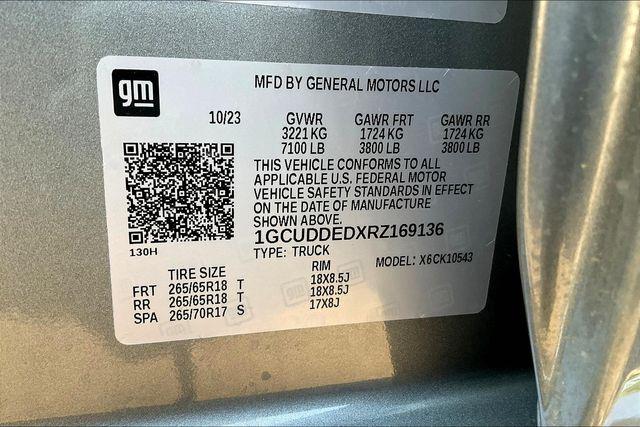 gm
MFD BY GENERAL MOTORS LLC
10/23 GVWR GAWR FRT GAWR RR
3221 KG 1724 KG 1724 KG
7100 LB 3800 LB 3800 LB
THIS VEHICLE CONFORMS TO ALL
APPLICABLE U.S. FEDERAL MOTOR
VEHICLE SAFETY STANDARDS IN EFFECT
ON THE DATE OF MANUFACTURE
SHOWN ABOVE.
1GCUDDEDXRZ169136
130H
TYPE: TRUCK MODEL: X6CK10543
TIRE SIZE RIM
FRT 265/65R18 T 18X8.5J
RR 265/65R18 T 18X8.5J
SPA 265/70R17 S 17X8J